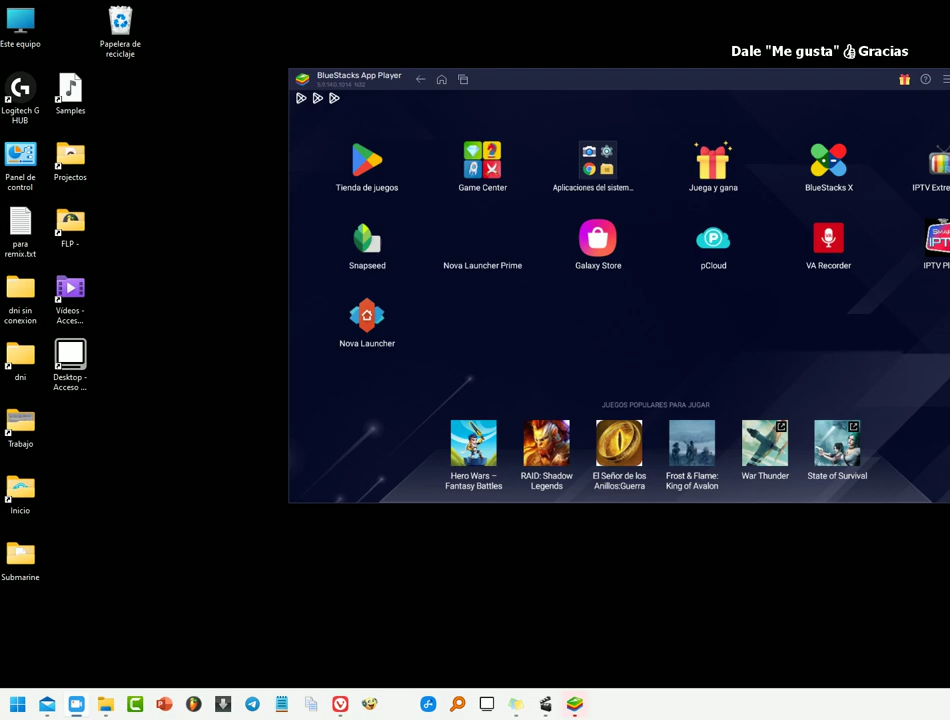 Este equipo
Papelera de
reciclaje
Dale "Me gusta" 👍 Gracias
BlueStacks App Player
Logitech G
HUB
Samples
Panel de
control
Projectos
para
remix.txt
FLP -
dni sin
conexion
Vídeos -
Acces...
dni
Desktop -
Acceso ...
Trabajo
Inicio
Submarine
Tienda de juegos
Game Center
Aplicaciones del sistem...
Juega y gana
BlueStacks X
IPTV Extre
Snapseed
Nova Launcher Prime
Galaxy Store
pCloud
VA Recorder
IPTV Pl
Nova Launcher
JUEGOS POPULARES PARA JUGAR
Hero Wars –
Fantasy Battles
RAID: Shadow
Legends
El Señor de los
Anillos:Guerra
Frost & Flame:
King of Avalon
War Thunder
State of Survival